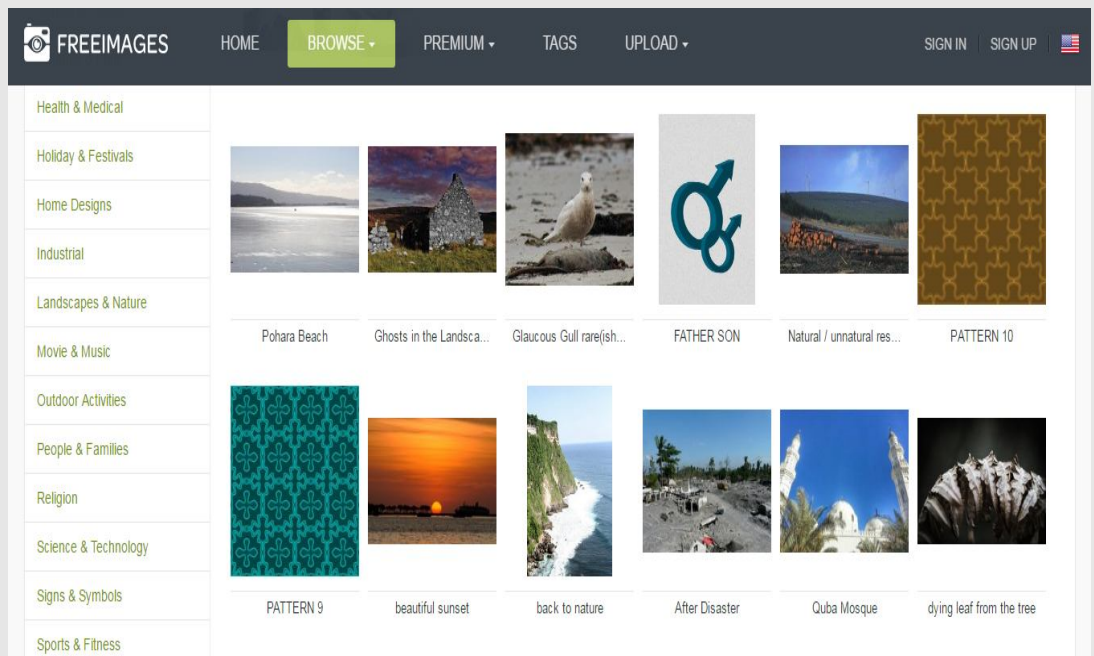 FREEIMAGES
HOME
BROWSE
PREMIUM
TAGS
UPLOAD
SIGN IN
SIGN UP
Health & Medical
Holiday & Festivals
Home Designs
Industrial
Landscapes & Nature
Movie & Music
Outdoor Activities
People & Families
Religion
Science & Technology
Signs & Symbols
Sports & Fitness
Pohara Beach
Ghosts in the Landsca...
Glaucous Gull rare(ish...
FATHER SON
Natural / unnatural res...
PATTERN 10
PATTERN 9
beautiful sunset
back to nature
After Disaster
Quba Mosque
dying leaf from the tree